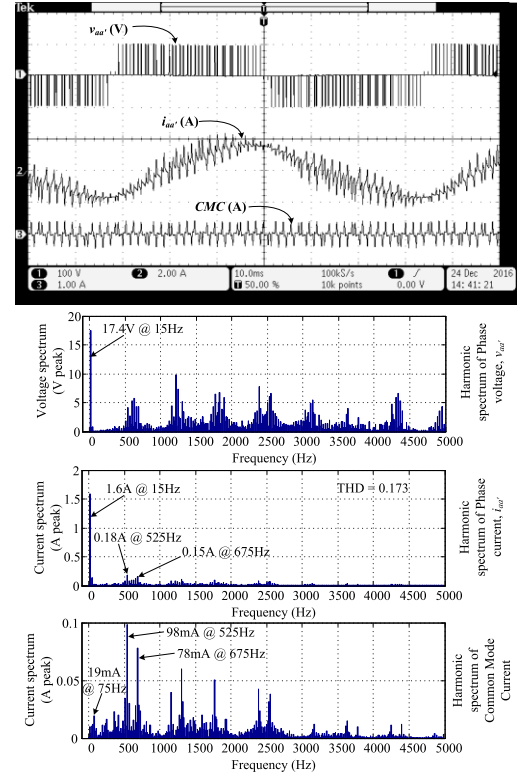 Tek
vaa' (V)
1
iaa' (A)
2
CMC (A)
3
1 100 V 2 2.00 A 10.0ms 100kS/s 1 24 Dec 2016
3 1.00 A T 50.00 % 10k points 0.00 V 14:41:21
Voltage spectrum
(V peak)
20
15
10
5
0
17.4V @ 15Hz
0 500 1000 1500 2000 2500 3000 3500 4000 4500 5000
Frequency (Hz)
Harmonic
spectrum of Phase
voltage, vaa'
Current spectrum
(A peak)
2
1.5
1
0.5
0
1.6A @ 15Hz
THD = 0.173
0.18A @ 525Hz
0.15A @ 675Hz
0 500 1000 1500 2000 2500 3000 3500 4000 4500 5000
Frequency (Hz)
Harmonic
spectrum of Phase
current, iaa'
Current spectrum
(A peak)
0.1
0.05
0
98mA @ 525Hz
78mA @ 675Hz
19mA
@ 75Hz
0 500 1000 1500 2000 2500 3000 3500 4000 4500 5000
Frequency (Hz)
Harmonic
spectrum of
Common Mode
Current